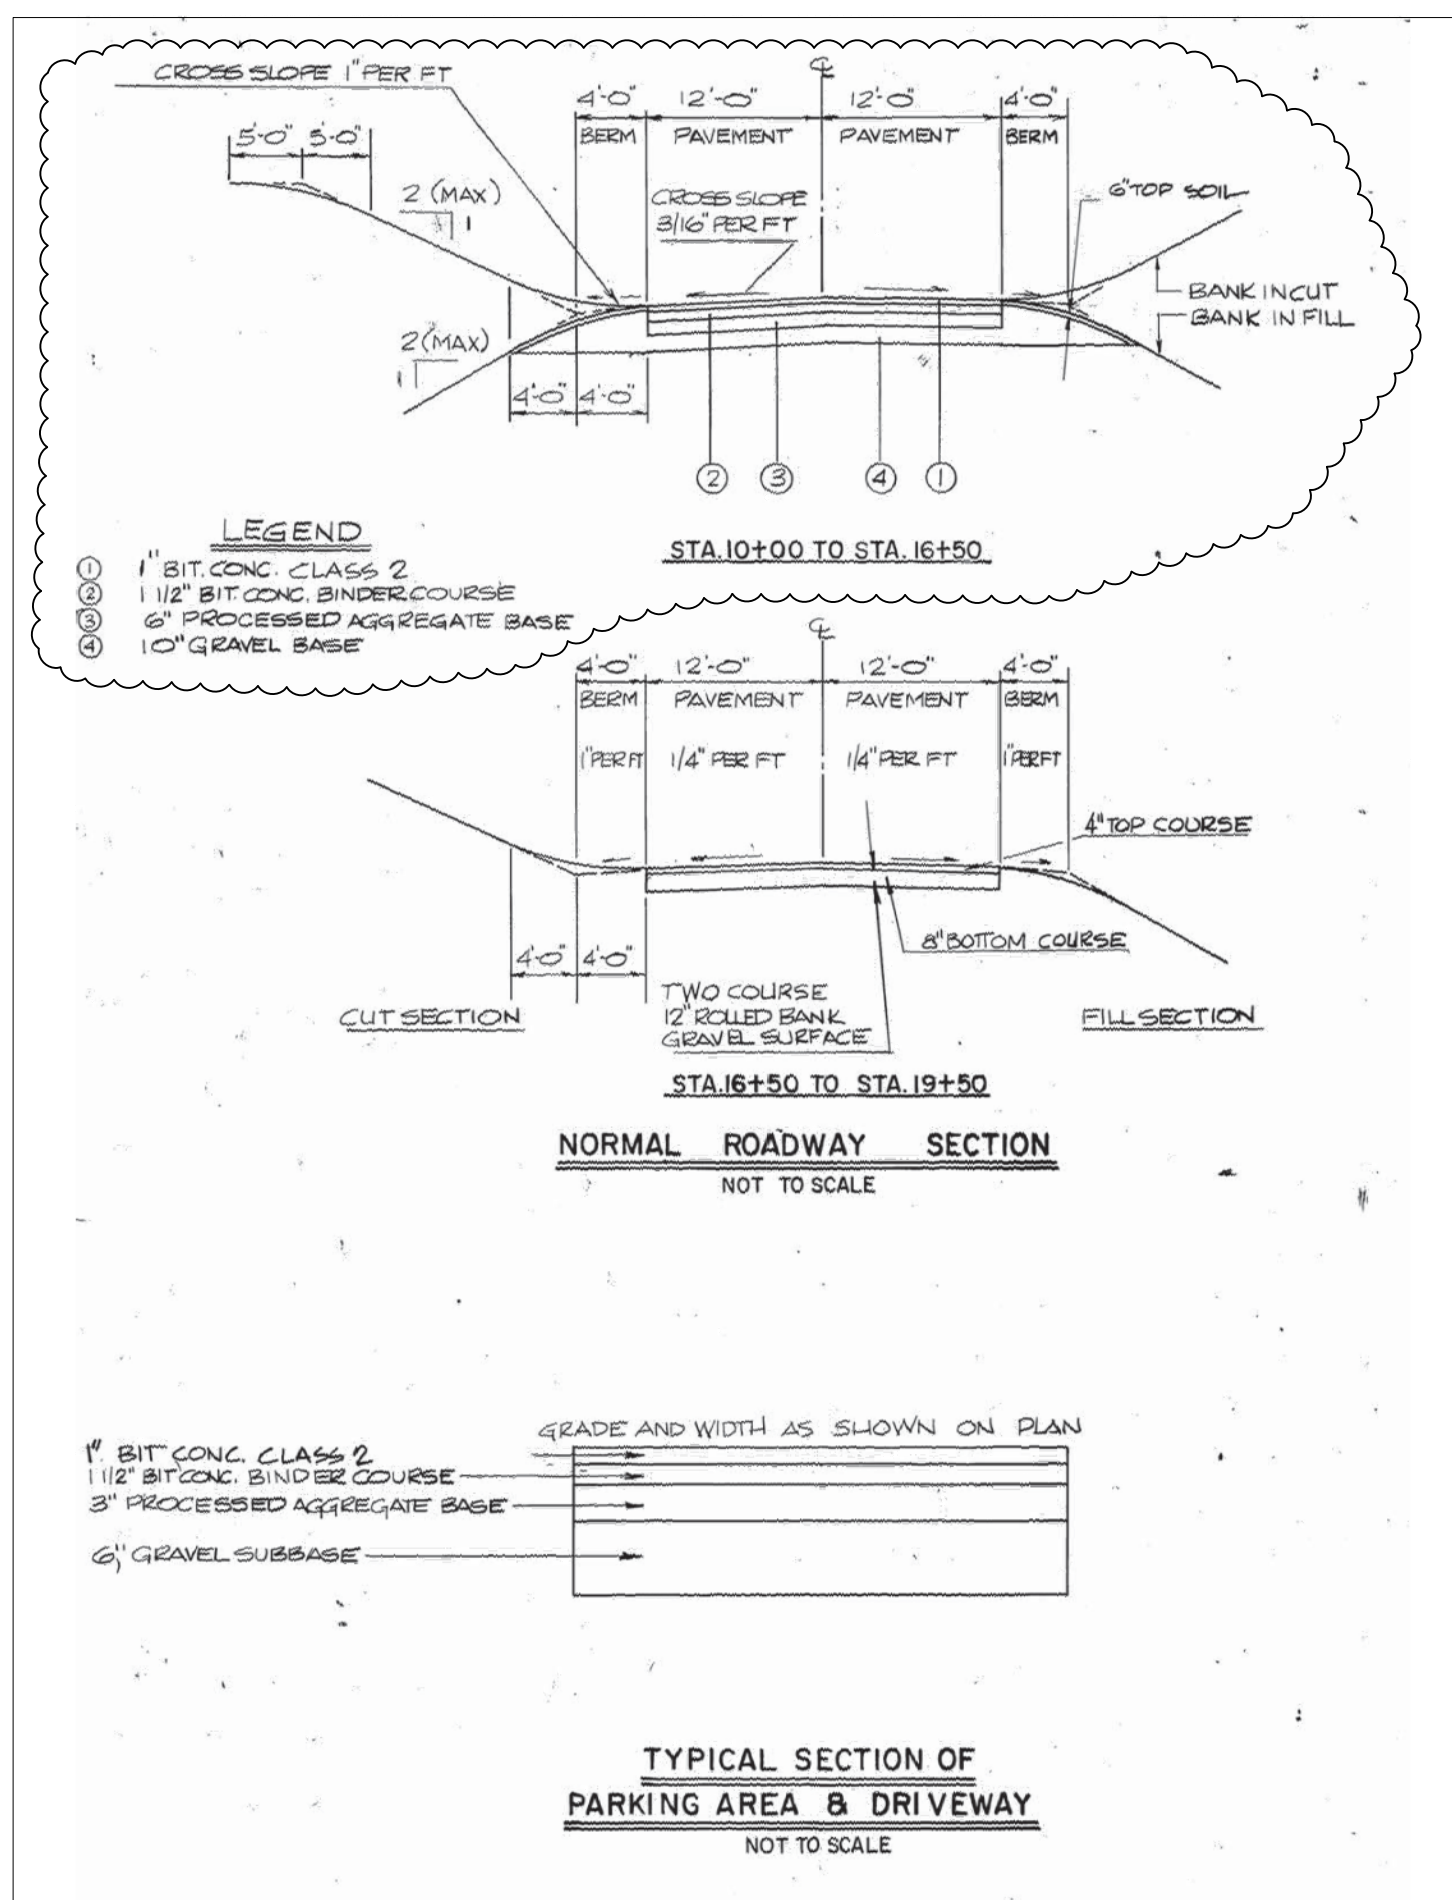 CROSS SLOPE 1" PER FT
℄
4'-0" 12'-0" 12'-0" 4'-0"
BERM PAVEMENT PAVEMENT BERM
5'-0" 5'-0"
2 (MAX)
1
CROSS SLOPE
3/16" PER FT
6" TOP SOIL
BANK IN CUT
BANK IN FILL
2 (MAX)
1
4'-0" 4'-0"
2 3 4 1
LEGEND
STA. 10+00 TO STA. 16+50
1 1" BIT. CONC. CLASS 2
2 1 1/2" BIT. CONC. BINDER COURSE
3 6" PROCESSED AGGREGATE BASE
4 10" GRAVEL BASE
℄
4'-0" 12'-0" 12'-0" 4'-0"
BERM PAVEMENT PAVEMENT BERM
1" PER FT 1/4" PER FT 1/4" PER FT 1" PER FT
4" TOP COURSE
8" BOTTOM COURSE
4'-0" 4'-0"
TWO COURSE
12" ROLLED BANK
GRAVEL SURFACE
CUT SECTION
FILL SECTION
STA. 16+50 TO STA. 19+50
NORMAL ROADWAY SECTION
NOT TO SCALE
GRADE AND WIDTH AS SHOWN ON PLAN
1" BIT CONC. CLASS 2
1 1/2" BIT CONC. BINDER COURSE
3" PROCESSED AGGREGATE BASE
6" GRAVEL SUBBASE
TYPICAL SECTION OF
PARKING AREA & DRIVEWAY
NOT TO SCALE